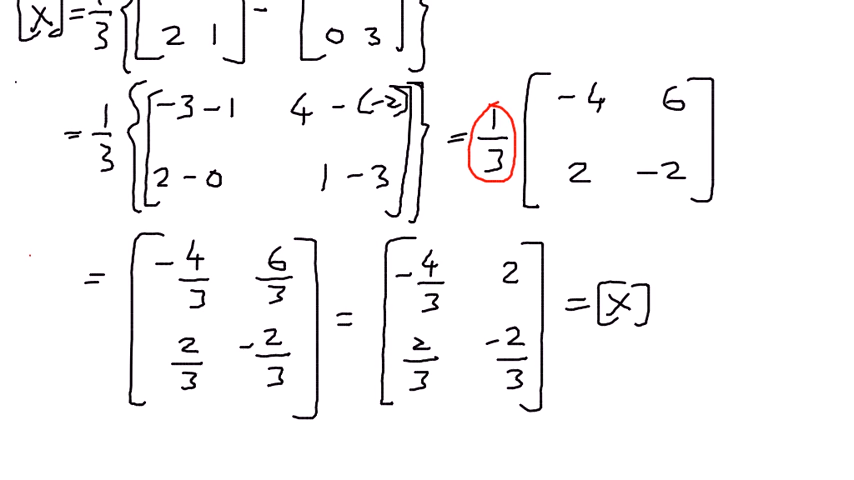 [X] = 1/3 { [ 2 1 ] - [ 0 3 ] }
= 1/3 { [ -3 - 1 4 - (-2) ; 2 - 0 1 - 3 ] } = 1/3 [ -4 6 ; 2 -2 ]
= [ -4/3 6/3 ; 2/3 -2/3 ] = [ -4/3 2 ; 2/3 -2/3 ] = [X]